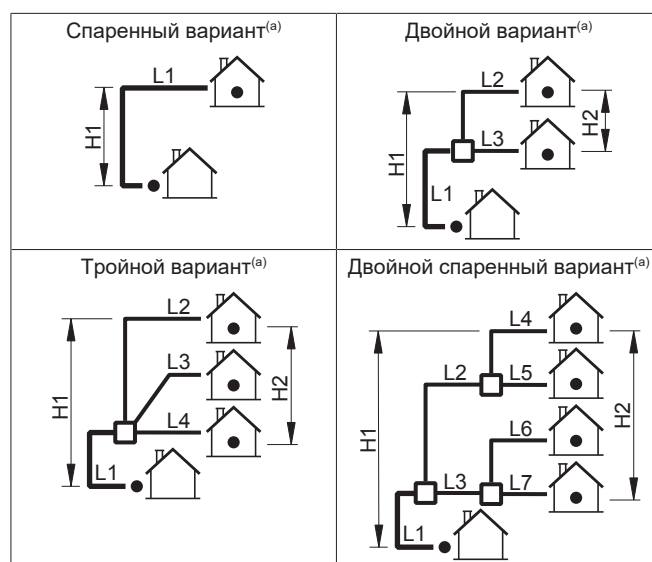 Спаренный вариант(a)
L1
H1
Двойной вариант(a)
L2
H2
H1
L3
L1
Тройной вариант(a)
L2
L3
H2
H1
L4
L1
Двойной спаренный вариант(a)
L4
L2
L5
H1
H2
L6
L3
L7
L1